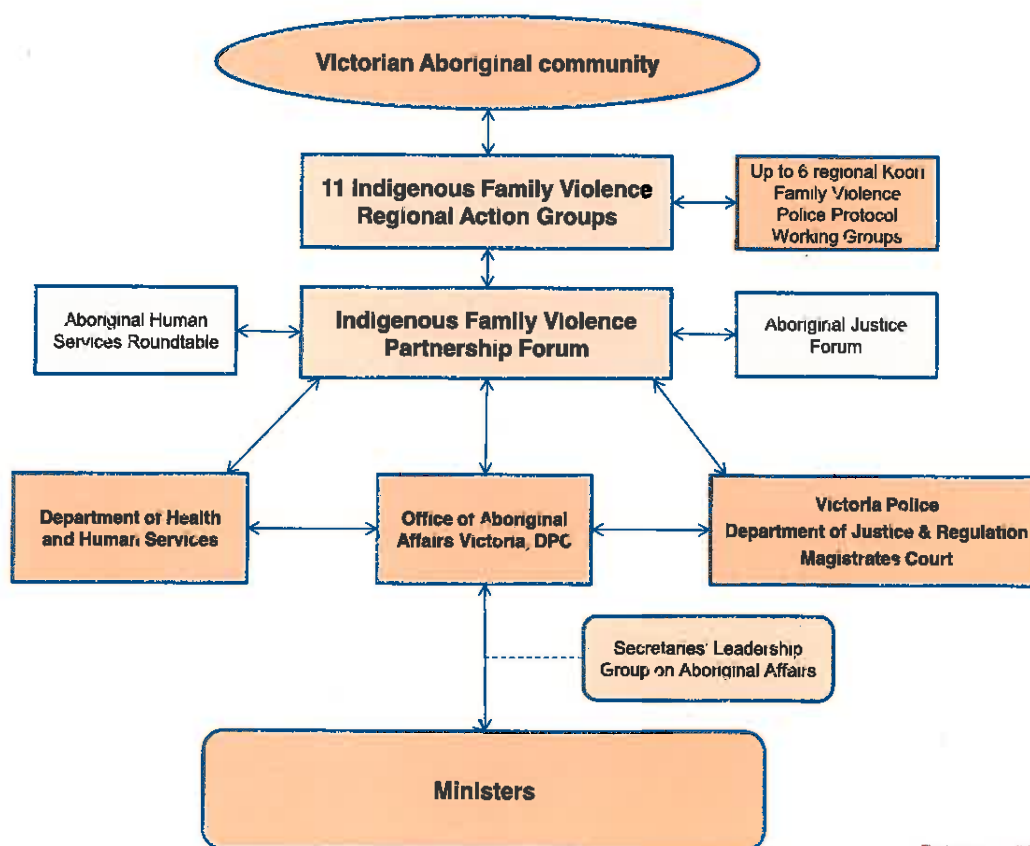 Victorian Aboriginal community
11 Indigenous Family Violence
Regional Action Groups
Up to 6 regional Koori
Family Violence
Police Protocol
Working Groups
Aboriginal Human
Services Roundtable
Indigenous Family Violence
Partnership Forum
Aboriginal Justice
Forum
Department of Health
and Human Services
Office of Aboriginal
Affairs Victoria, DPC
Victoria Police
Department of Justice & Regulation
Magistrates Court
Secretaries' Leadership
Group on Aboriginal Affairs
Ministers